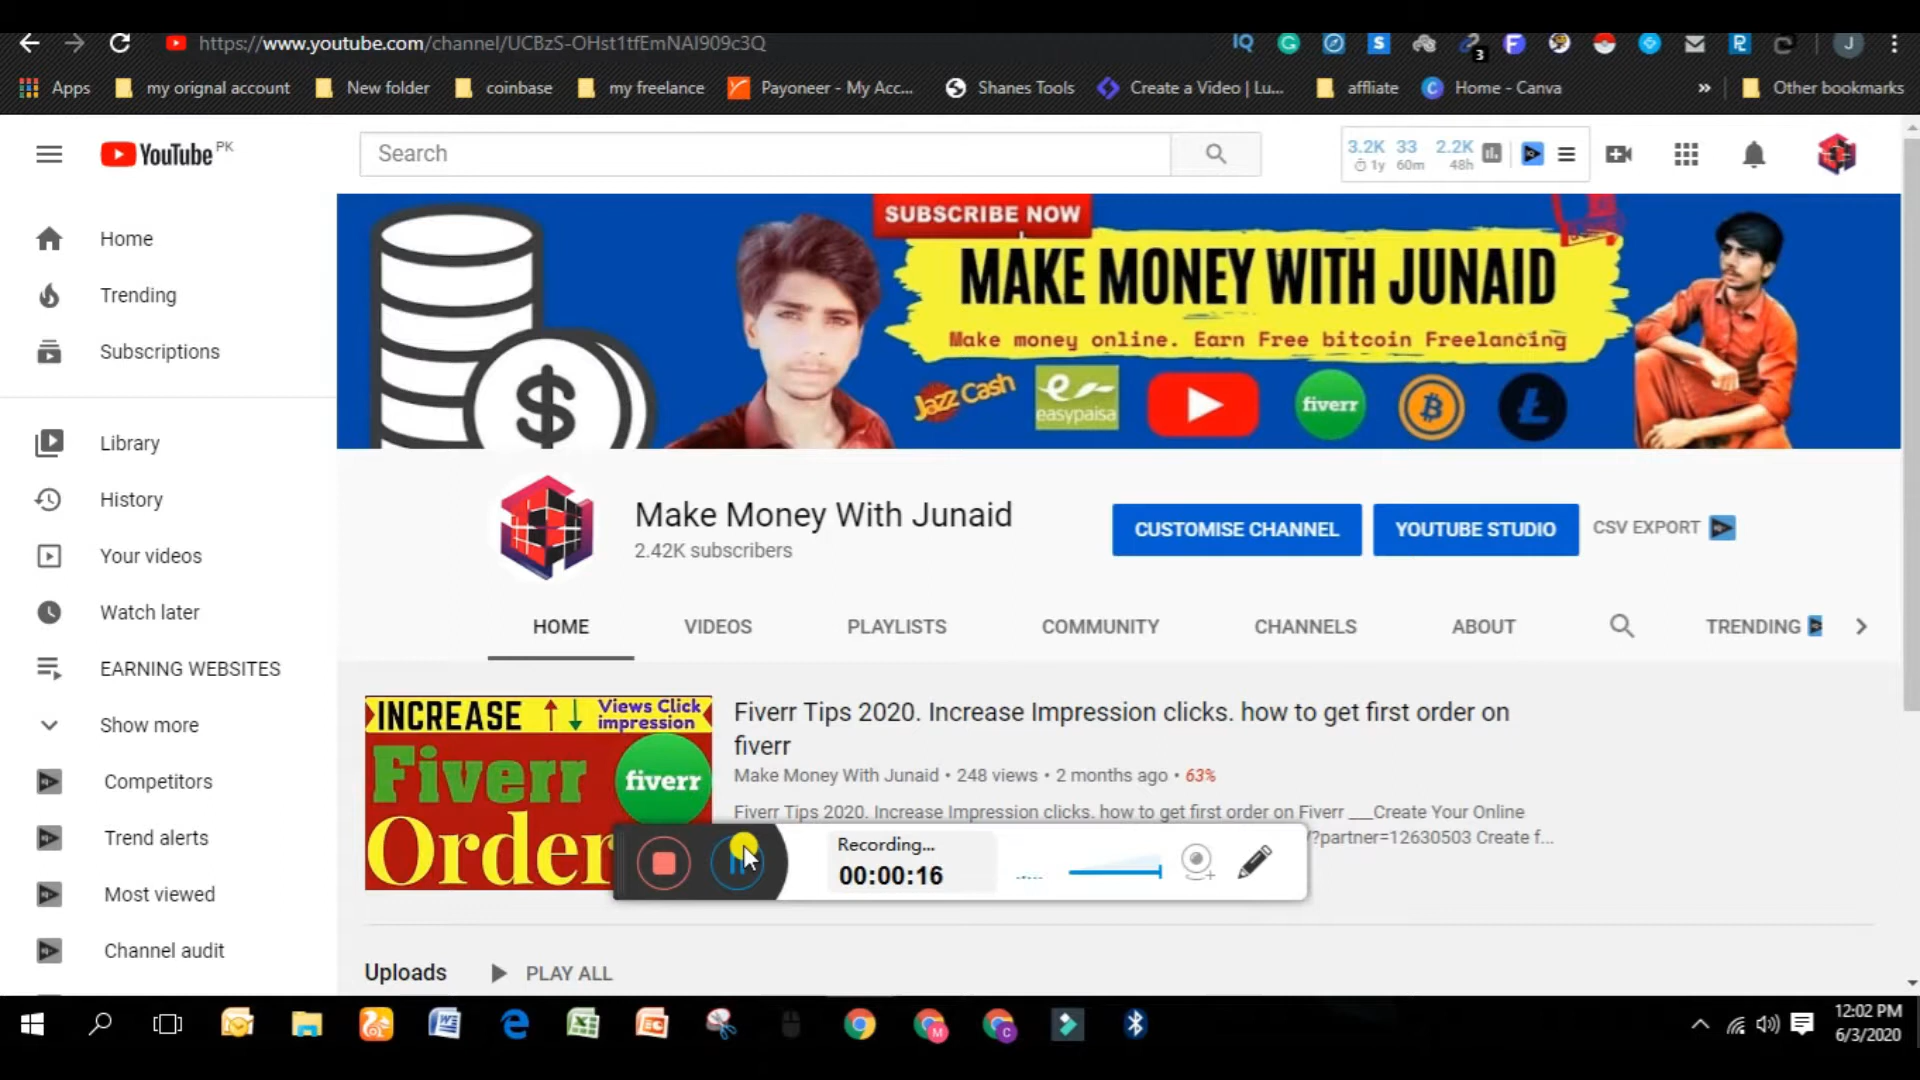 https://www.youtube.com/channel/UCBzS-OHst1tfEmNAI909c3Q
IQ
3
J
Apps
my orignal account
New folder
coinbase
my freelance
Payoneer - My Acc...
Shanes Tools
Create a Video | Lu...
affliate
Home - Canva
»
Other bookmarks
YouTube PK
Search
3.2K 33 2.2K
1y 60m 48h
Home
Trending
Subscriptions
Library
History
Your videos
Watch later
EARNING WEBSITES
Show more
Competitors
Trend alerts
Most viewed
Channel audit
SUBSCRIBE NOW
MAKE MONEY WITH JUNAID
Make money online. Earn Free bitcoin Freelancing
$
Jazz Cash
easypaisa
fiverr
Make Money With Junaid
2.42K subscribers
CUSTOMISE CHANNEL
YOUTUBE STUDIO
CSV EXPORT
HOME
VIDEOS
PLAYLISTS
COMMUNITY
CHANNELS
ABOUT
TRENDING
INCREASE
Views Click
impression
Fiverr
fiverr
Order
Fiverr Tips 2020. Increase Impression clicks. how to get first order on
fiverr
Make Money With Junaid • 248 views • 2 months ago • 63%
Fiverr Tips 2020. Increase Impression clicks. how to get first order on Fiverr ___Create Your Online
/?partner=12630503 Create f...
Recording...
00:00:16
Uploads
PLAY ALL
12:02 PM
6/3/2020